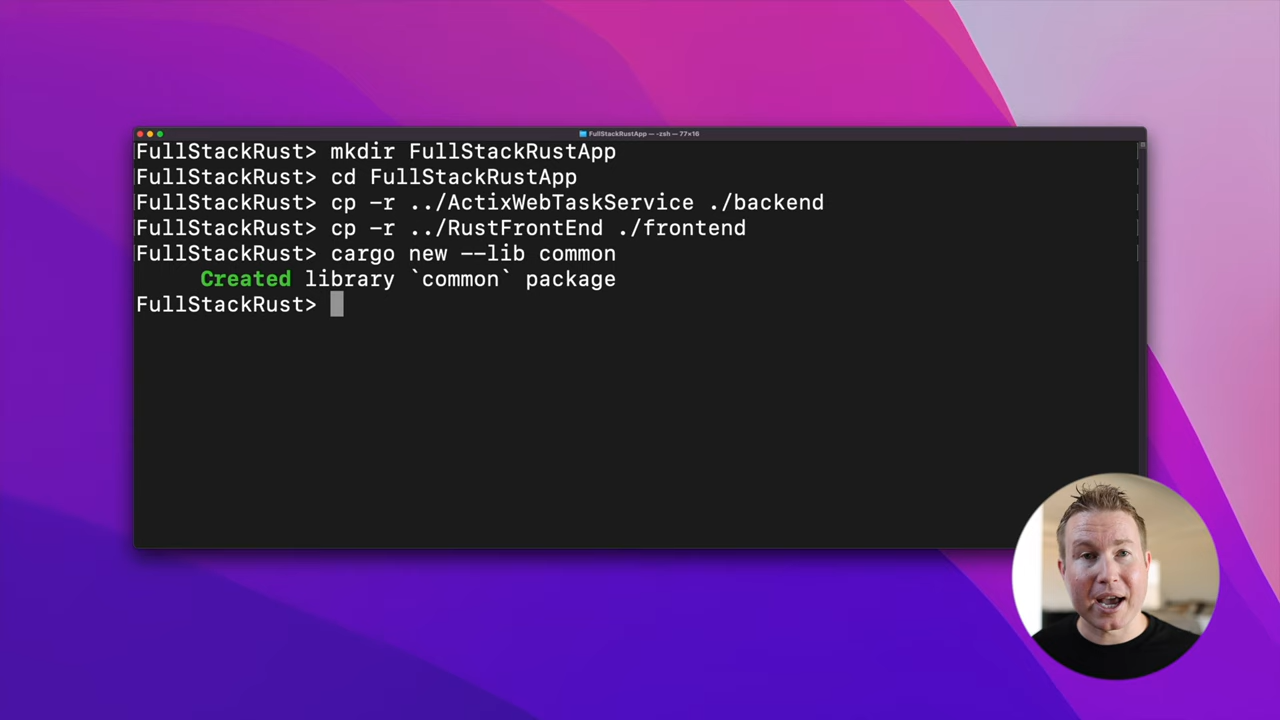 FullStackRustApp — -zsh — 77×16
FullStackRust> mkdir FullStackRustApp
FullStackRust> cd FullStackRustApp
FullStackRust> cp -r ../ActixWebTaskService ./backend
FullStackRust> cp -r ../RustFrontEnd ./frontend
FullStackRust> cargo new --lib common
Created library `common` package
FullStackRust>